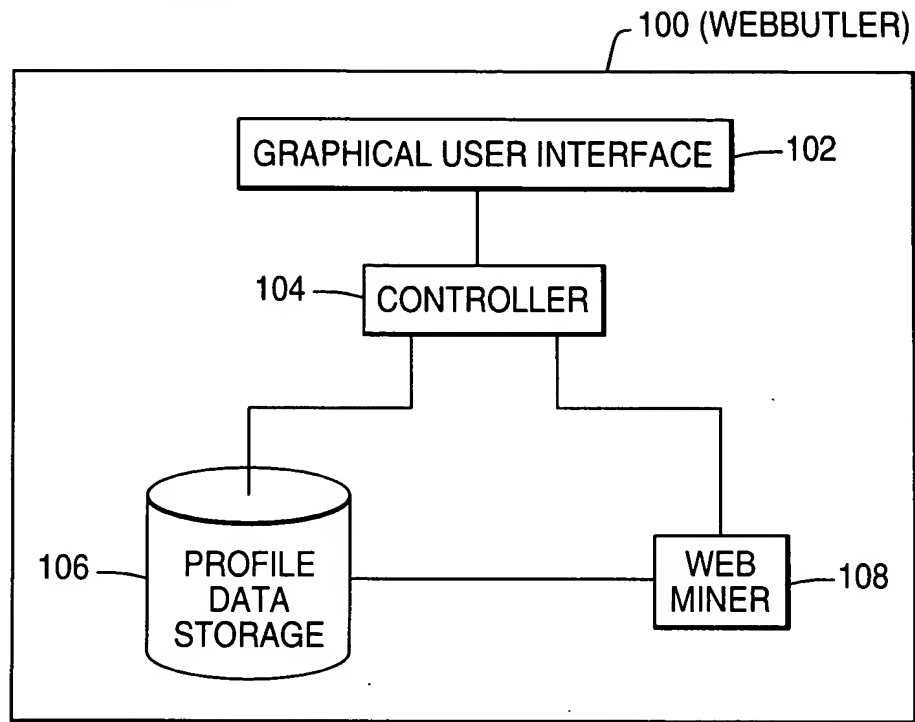 100 (WEBBUTLER)
GRAPHICAL USER INTERFACE
102
104
CONTROLLER
106
PROFILE
DATA
STORAGE
WEB
MINER
108